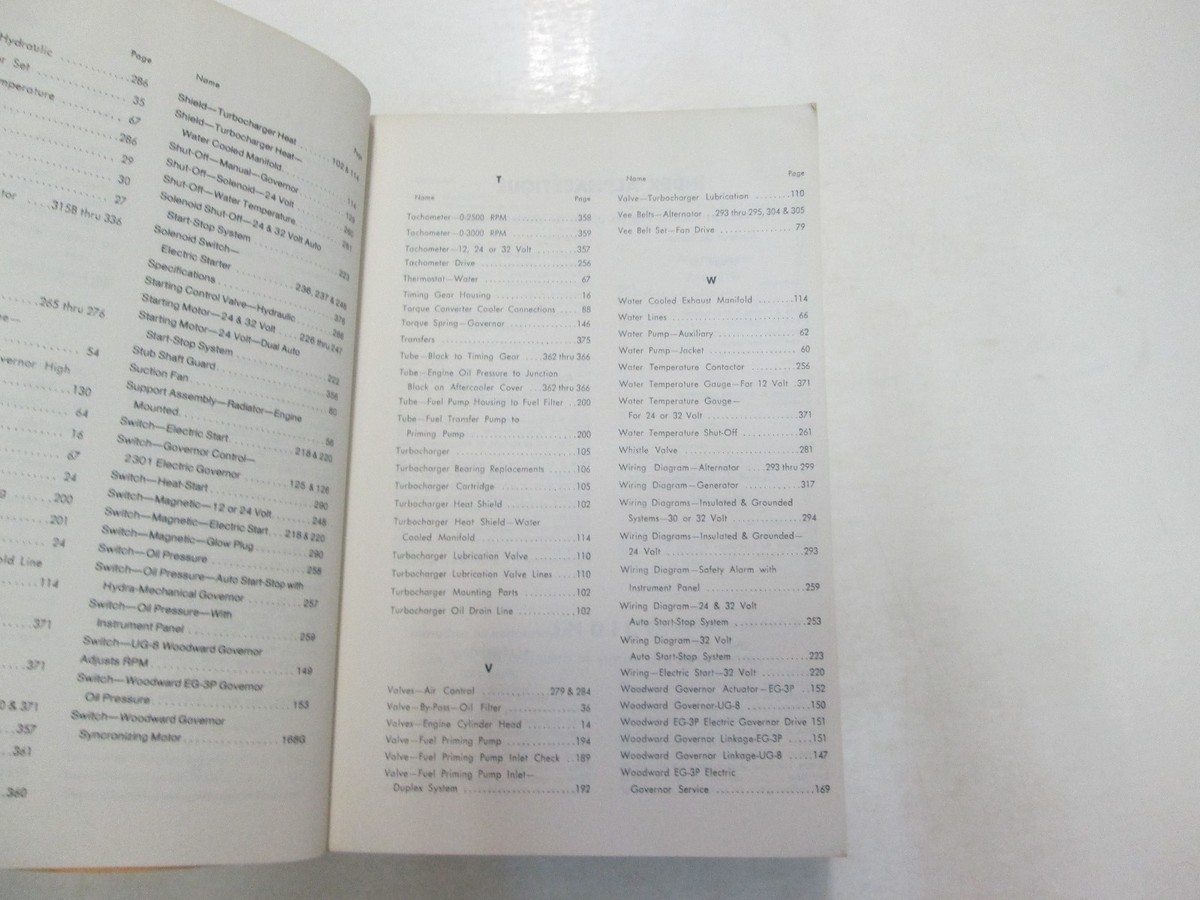 Hydraulic
Page
.286
35
67
.286
29
30
27
....315B thru 336
..265 thru 276
54
High
.130
64
16
67
24
200
..201
24
Line
...114
..371
..371
& 371
..357
..361
..360
Name
Shield—Turbocharger Heat ....... 102 & 114
Shield—Turbocharger Heat—
Water Cooled Manifold
Shut-Off—Manual—Governor
Shut-Off—Solenoid—24 Volt
Shut-Off—Water Temperature
Solenoid Shut-Off—24 & 32 Volt Auto
Start-Stop System
Solenoid Switch—
Electric Starter ....... 236, 237 & 248
Specifications
Starting Control Valve—Hydraulic
Starting Motor—24 & 32 Volt .... 226 thru 247
Starting Motor—24 Volt—Dual Auto
Start-Stop System
Stub Shaft Guard
Suction Fan
Support Assembly—Radiator—Engine
Mounted
Switch—Electric Start ....... 218 & 220
Switch—Governor Control—
2301 Electric Governor ....... 125 & 126
Switch—Heat-Start ....... 290
Switch—Magnetic—12 or 24 Volt ....... 248
Switch—Magnetic—Electric Start... 218 & 220
Switch—Magnetic—Glow Plug ....... 290
Switch—Oil Pressure ....... 258
Switch—Oil Pressure—Auto Start-Stop with
Hydra-Mechanical Governor ....... 257
Switch—Oil Pressure—With
Instrument Panel ....... 259
Switch—UG-8 Woodward Governor
Adjusts RPM ....... 149
Switch—Woodward EG-3P Governor
Oil Pressure ....... 153
Switch—Woodward Governor
Syncronizing Motor ....... 168G
T
Name Page
Tachometer—0-2500 RPM .......358
Tachometer—0-3000 RPM .......359
Tachometer—12, 24 or 32 Volt .......357
Tachometer Drive .......256
Thermostat—Water ....... 67
Timing Gear Housing ....... 16
Torque Converter Cooler Connections .... 88
Torque Spring—Governor .......146
Transfers .......375
Tube—Block to Timing Gear ....362 thru 366
Tube—Engine Oil Pressure to Junction
Block on Aftercooler Cover ...362 thru 366
Tube—Fuel Pump Housing to Fuel Filter ..200
Tube—Fuel Transfer Pump to
Priming Pump .......200
Turbocharger .......105
Turbocharger Bearing Replacements .......106
Turbocharger Cartridge .......105
Turbocharger Heat Shield .......102
Turbocharger Heat Shield—Water
Cooled Manifold .......114
Turbocharger Lubrication Valve .......110
Turbocharger Lubrication Valve Lines ....110
Turbocharger Mounting Parts .......102
Turbocharger Oil Drain Line .......102
V
Valves—Air Control .......279 & 284
Valve—By-Pass—Oil Filter ....... 36
Valves—Engine Cylinder Head ....... 14
Valve—Fuel Priming Pump .......194
Valve—Fuel Priming Pump Inlet Check ..189
Valve—Fuel Priming Pump Inlet—
Duplex System .......192
Name Page
Valve—Turbocharger Lubrication .......110
Vee Belts—Alternator ..293 thru 295, 304 & 305
Vee Belt Set—Fan Drive ....... 79
W
Water Cooled Exhaust Manifold .......114
Water Lines ....... 66
Water Pump—Auxiliary ....... 62
Water Pump—Jacket ....... 60
Water Temperature Contactor .......256
Water Temperature Gauge—For 12 Volt .371
Water Temperature Gauge—
For 24 or 32 Volt .......371
Water Temperature Shut-Off .......261
Whistle Valve .......281
Wiring Diagram—Alternator ....293 thru 299
Wiring Diagram—Generator .......317
Wiring Diagrams—Insulated & Grounded
Systems—30 or 32 Volt .......294
Wiring Diagrams—Insulated & Grounded—
24 Volt .......293
Wiring Diagram—Safety Alarm with
Instrument Panel .......259
Wiring Diagram—24 & 32 Volt
Auto Start-Stop System .......253
Wiring Diagram—32 Volt
Auto Start-Stop System .......223
Wiring—Electric Start—32 Volt .......220
Woodward Governor Actuator—EG-3P ..152
Woodward Governor-UG-8 .......150
Woodward EG-3P Electric Governor Drive 151
Woodward Governor Linkage-EG-3P .....151
Woodward Governor Linkage-UG-8 .....147
Woodward EG-3P Electric
Governor Service .......169